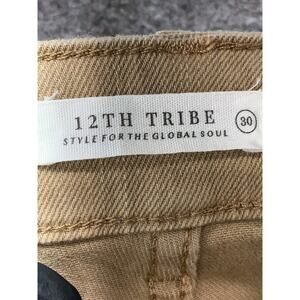 12TH TRIBE
STYLE FOR THE GLOBAL SOUL
30